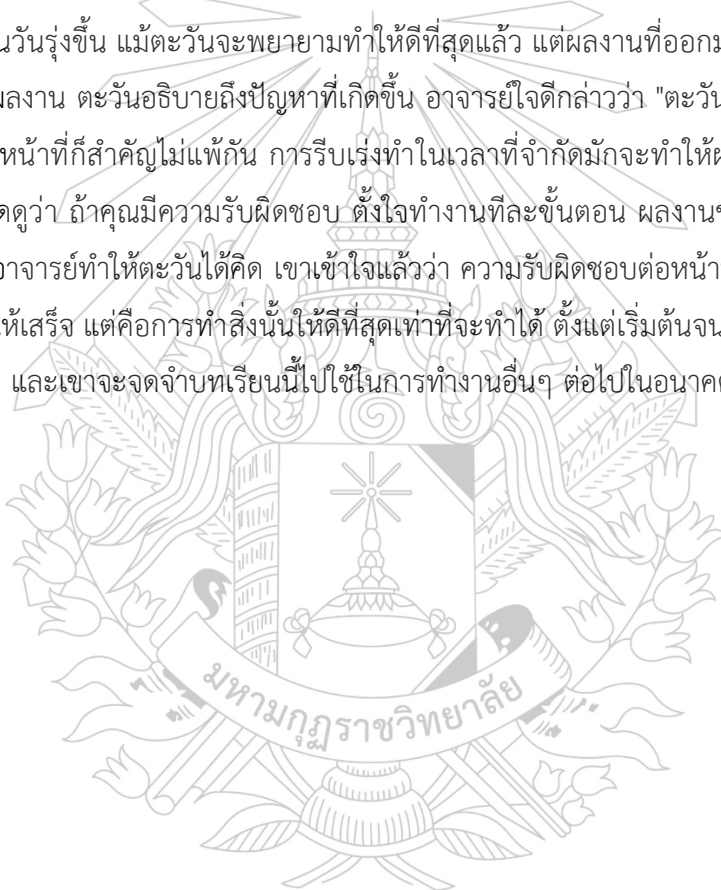 นวันรุ่งขึ้น แม้ตะวันจะพยายามทำให้ดีที่สุดแล้ว แต่ผลงานที่ออกม
ผลงาน ตะวันอธิบายถึงปัญหาที่เกิดขึ้น อาจารย์ใจดีกล่าวว่า "ตะวัน
หน้าที่ก็สำคัญไม่แพ้กัน การรีบเร่งทำในเวลาที่จำกัดมักจะทำให้ผ
ดดูว่า ถ้าคุณมีความรับผิดชอบ ตั้งใจทำงานทีละขั้นตอน ผลงานข
อาจารย์ทำให้ตะวันได้คิด เขาเข้าใจแล้วว่า ความรับผิดชอบต่อหน้า
ให้เสร็จ แต่คือการทำสิ่งนั้นให้ดีที่สุดเท่าที่จะทำได้ ตั้งแต่เริ่มต้นจน
และเขาจะจดจำบทเรียนนี้ไปใช้ในการทำงานอื่นๆ ต่อไปในอนาคต
มหามกุฏราชวิทยาลัย